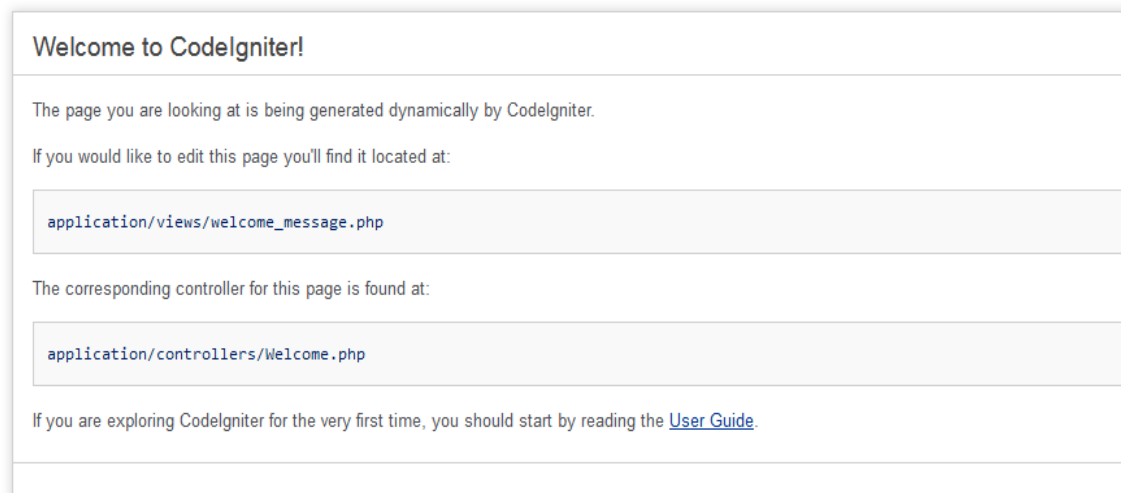 Welcome to CodeIgniter!
The page you are looking at is being generated dynamically by CodeIgniter.
If you would like to edit this page you'll find it located at:
application/views/welcome_message.php
The corresponding controller for this page is found at:
application/controllers/Welcome.php
If you are exploring CodeIgniter for the very first time, you should start by reading the User Guide.